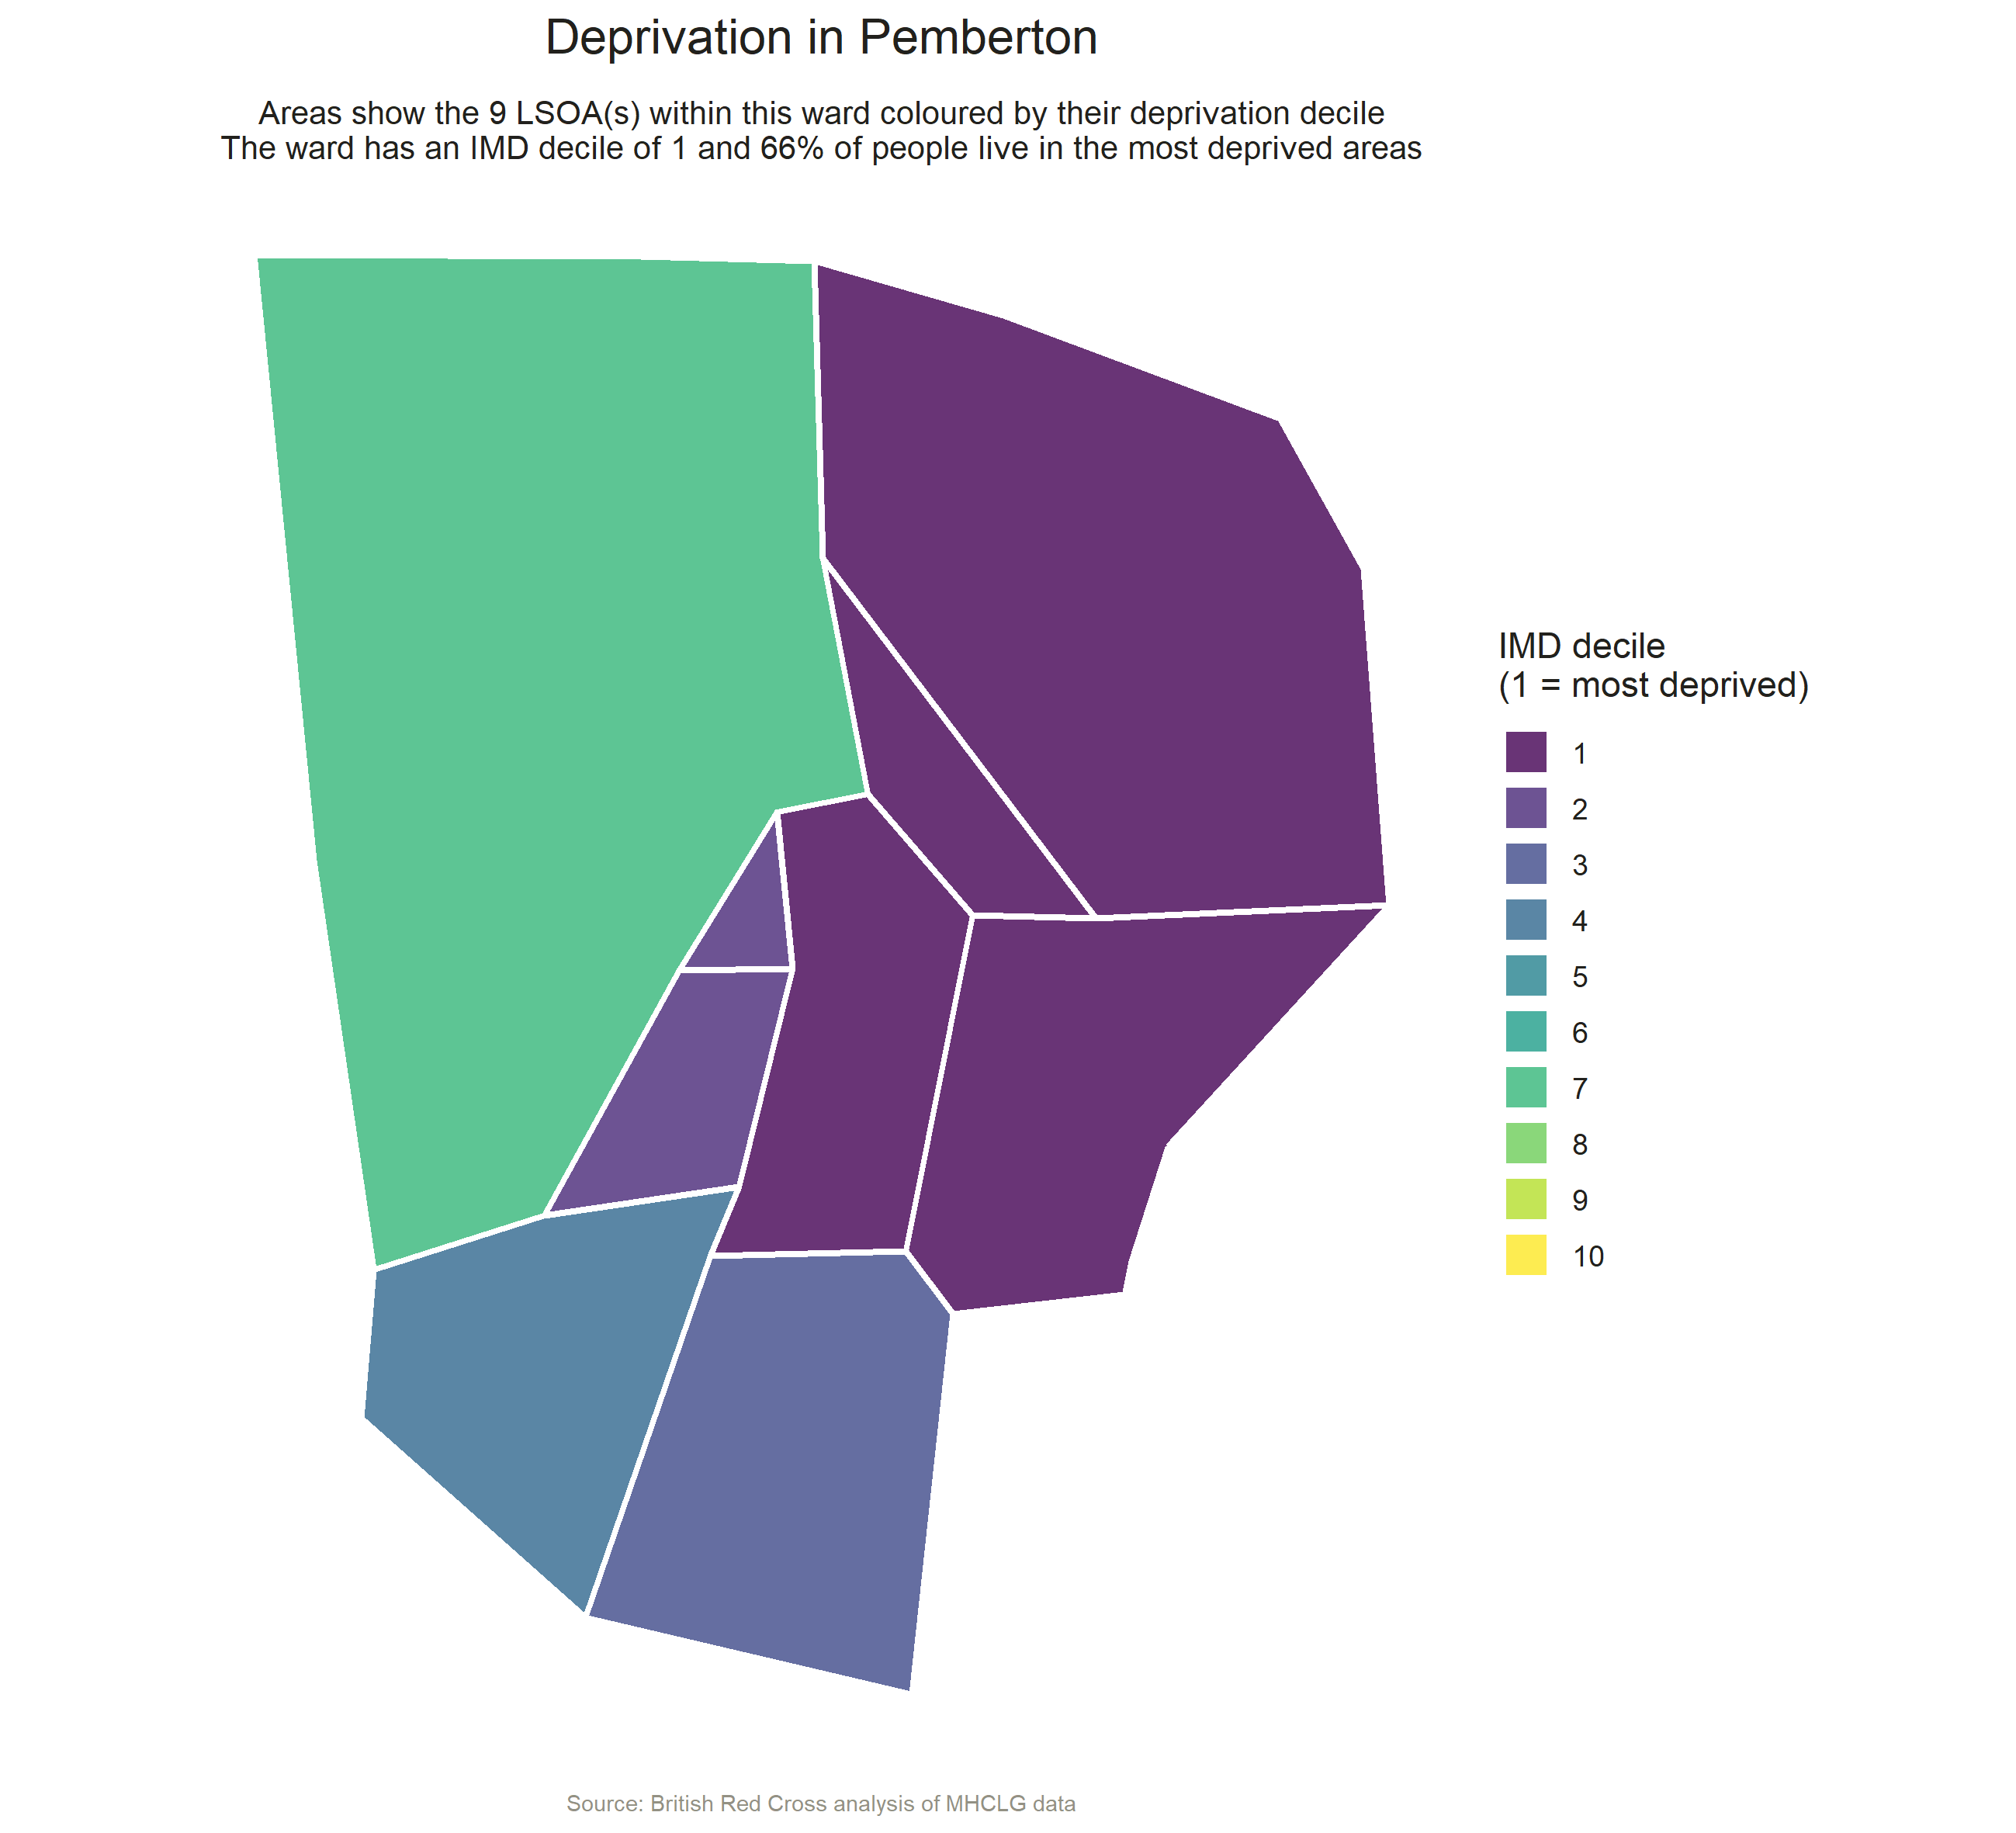 Deprivation in Pemberton
Areas show the 9 LSOA(s) within this ward coloured by their deprivation decile
The ward has an IMD decile of 1 and 66% of people live in the most deprived areas
IMD decile
(1 = most deprived)
1
2
3
4
5
6
7
8
9
10
Source: British Red Cross analysis of MHCLG data